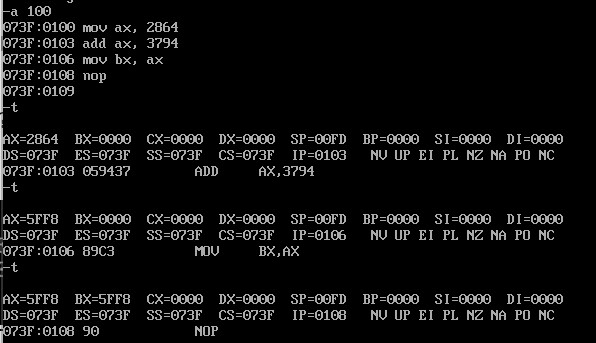 -a 100
073F:0100 mov ax, 2864
073F:0103 add ax, 3794
073F:0106 mov bx, ax
073F:0108 nop
073F:0109
-t
AX=2864 BX=0000 CX=0000 DX=0000 SP=00FD BP=0000 SI=0000 DI=0000
DS=073F ES=073F SS=073F CS=073F IP=0103 NV UP EI PL NZ NA PO NC
073F:0103 059437 ADD AX,3794
-t
AX=5FF8 BX=0000 CX=0000 DX=0000 SP=00FD BP=0000 SI=0000 DI=0000
DS=073F ES=073F SS=073F CS=073F IP=0106 NV UP EI PL NZ NA PO NC
073F:0106 89C3 MOV BX,AX
-t
AX=5FF8 BX=5FF8 CX=0000 DX=0000 SP=00FD BP=0000 SI=0000 DI=0000
DS=073F ES=073F SS=073F CS=073F IP=0108 NV UP EI PL NZ NA PO NC
073F:0108 90 NOP